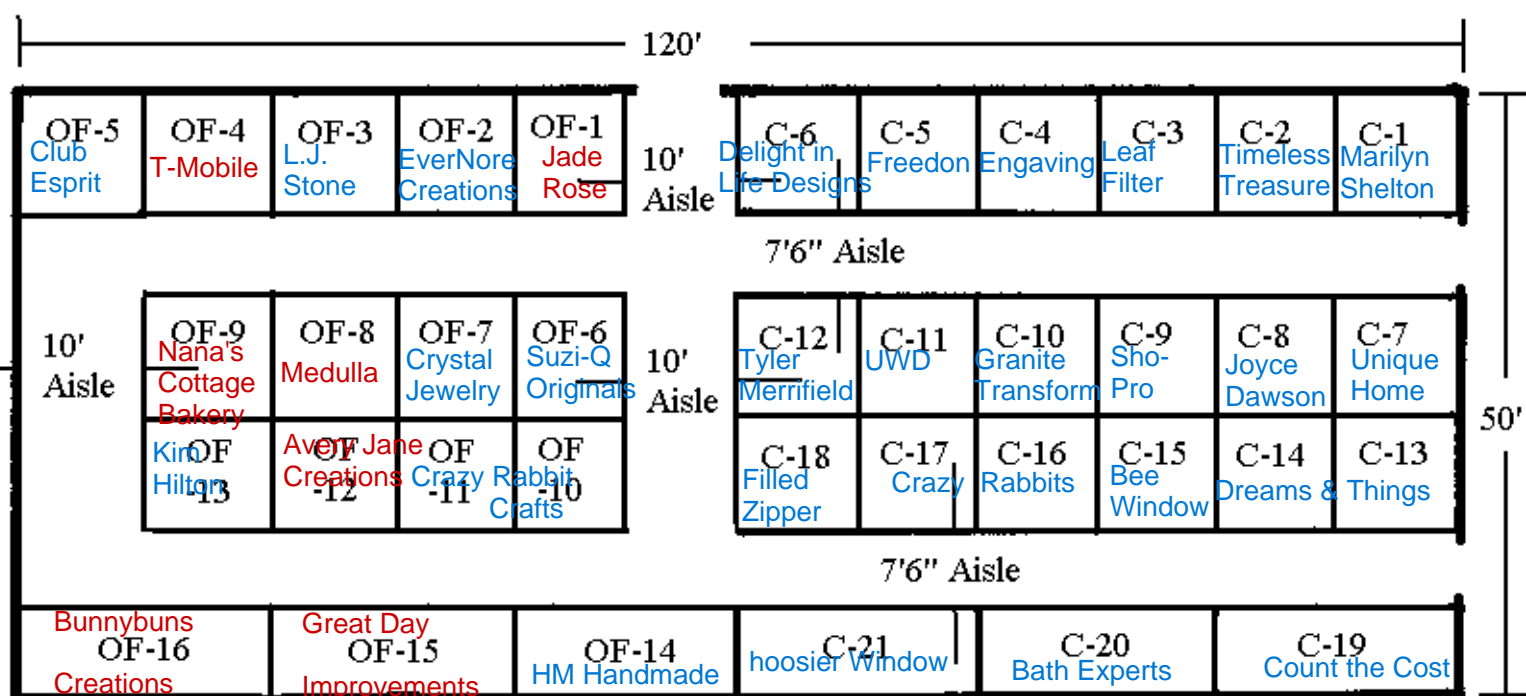 120'
OF-5
Club
Esprit
OF-4
T-Mobile
OF-3
L.J.
Stone
OF-2
EverNore
Creations
OF-1
Jade
Rose
10'
Aisle
C-6
Delight in
Life Designs
C-5
Freedon
C-4
Engaving
C-3
Leaf
Filter
C-2
Timeless
Treasure
C-1
Marilyn
Shelton
7'6" Aisle
10'
Aisle
OF-9
Nana's
Cottage
Bakery
OF-8
Medulla
OF-7
Crystal
Jewelry
OF-6
Suzi-Q
Originals
10'
Aisle
C-12
Tyler
Merrifield
C-11
UWD
C-10
Granite
Transform
C-9
Sho-
Pro
C-8
Joyce
Dawson
C-7
Unique
Home
50'
OF
-13
Kim
Hilton
OF
-12
Avery Jane
Creations
OF
-11
OF
-10
Crazy Rabbit
Crafts
C-18
Filled
Zipper
C-17
C-16
Crazy Rabbits
C-15
Bee
Window
C-14
C-13
Dreams & Things
7'6" Aisle
Bunnybuns
OF-16
Creations
Great Day
OF-15
Improvements
OF-14
HM Handmade
C-21
hoosier Window
C-20
Bath Experts
C-19
Count the Cost